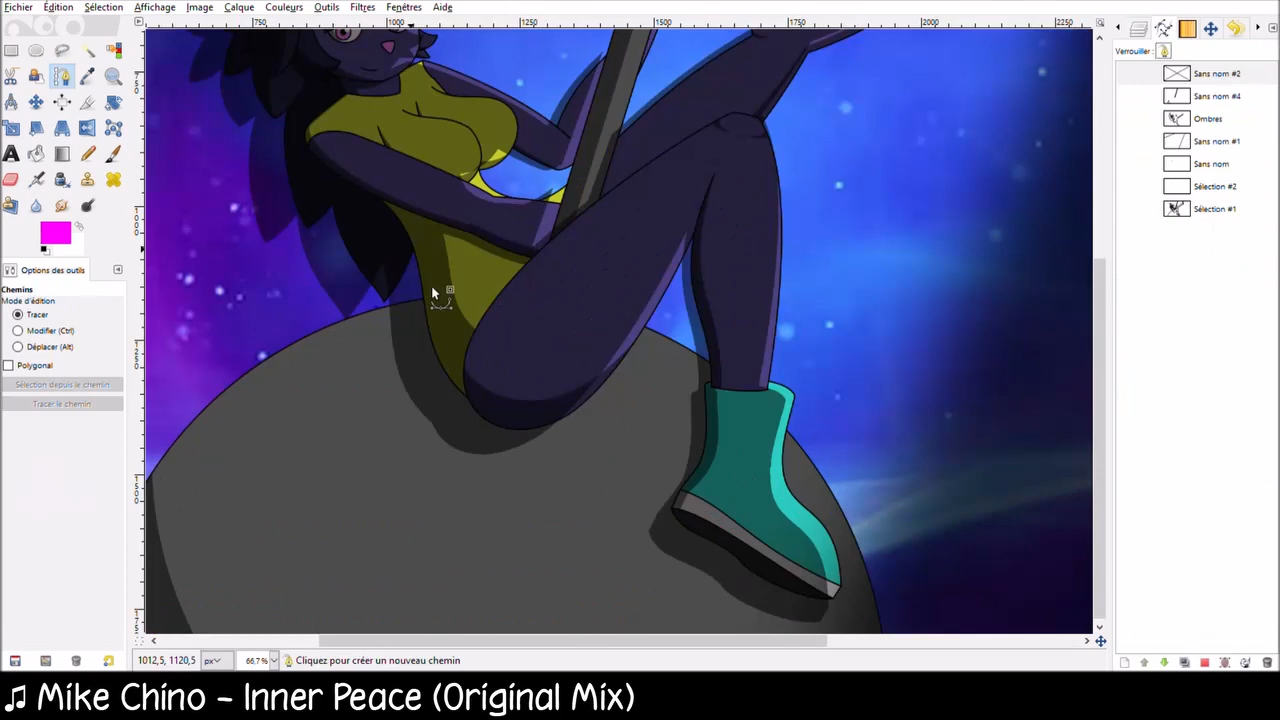 Fichier Édition Sélection Affichage Image Calque Couleurs Outils Filtres Fenêtres Aide
750 1000 1250 1500 1750 2000 2250
Verrouiller :
Sans nom #2
Sans nom #4
Ombres
Sans nom #1
Sans nom
Sélection #2
Sélection #1
Options des outils
Chemins
Mode d'édition
Tracer
Modifier (Ctrl)
Déplacer (Alt)
Polygonal
Sélection depuis le chemin
Tracer le chemin
1012,5, 1120,5 px 66,7% Cliquez pour créer un nouveau chemin
♫ Mike Chino - Inner Peace (Original Mix)